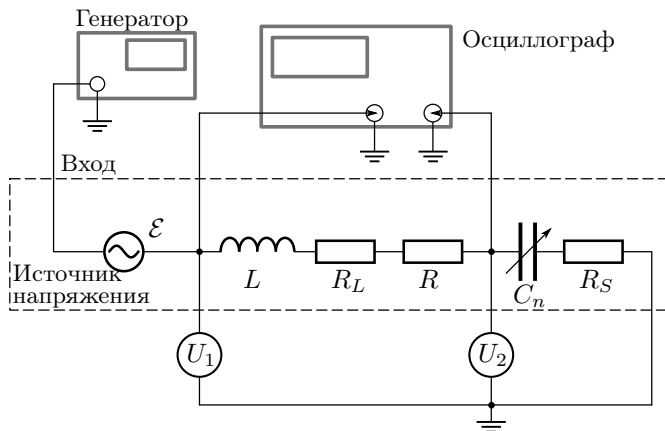 Генератор
Осциллограф
Вход
ℰ
Источник
напряжения
L
R_L
R
C_n
R_S
U_1
U_2